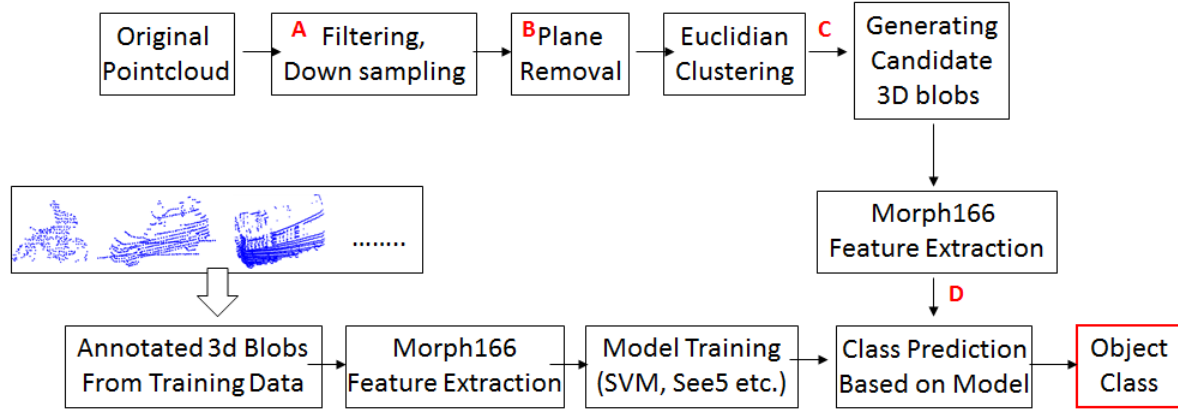 Original
Pointcloud
A
Filtering,
Down sampling
B
Plane
Removal
Euclidian
Clustering
C
Generating
Candidate
3D blobs
Morph166
Feature Extraction
D
........
Annotated 3d Blobs
From Training Data
Morph166
Feature Extraction
Model Training
(SVM, See5 etc.)
Class Prediction
Based on Model
Object
Class